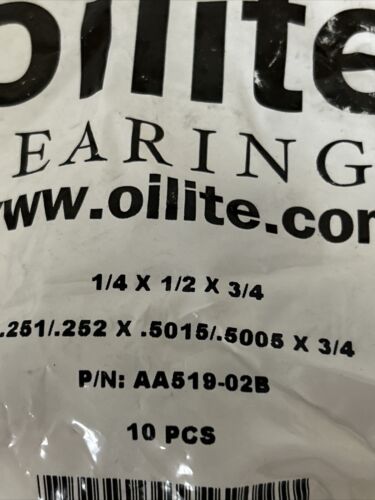 oilite
EARING
www.oilite.com
1/4 X 1/2 X 3/4
.251/.252 X .5015/.5005 X 3/4
P/N: AA519-02B
10 PCS